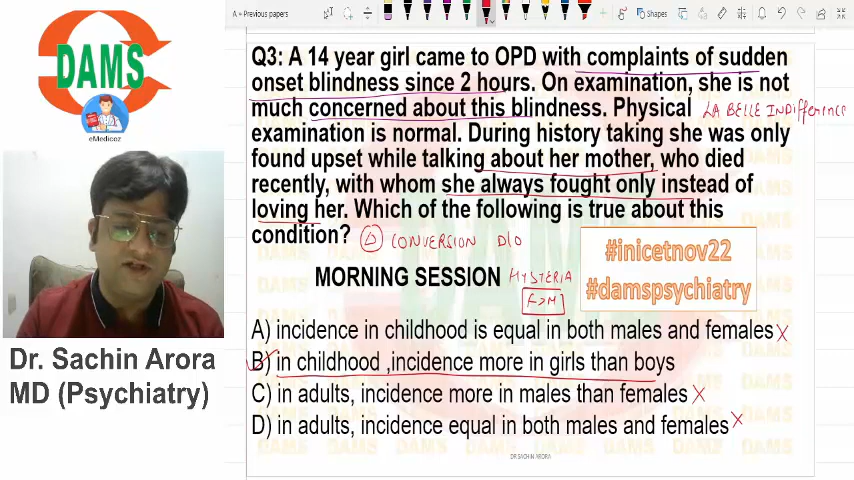 A = Previous papers
Shapes
DAMS
eMedicoz
Q3: A 14 year girl came to OPD with complaints of sudden
onset blindness since 2 hours. On examination, she is not
much concerned about this blindness. Physical LA BELLE INDIFFERENCE
examination is normal. During history taking she was only
found upset while talking about her mother, who died
recently, with whom she always fought only instead of
loving her. Which of the following is true about this
condition? Δ CONVERSION D/O
#inicetnov22
#damspsychiatry
MORNING SESSION HYSTERIA
F>M
A) incidence in childhood is equal in both males and females X
B) in childhood ,incidence more in girls than boys
C) in adults, incidence more in males than females X
D) in adults, incidence equal in both males and females X
Dr. Sachin Arora
MD (Psychiatry)
DR SACHIN ARORA